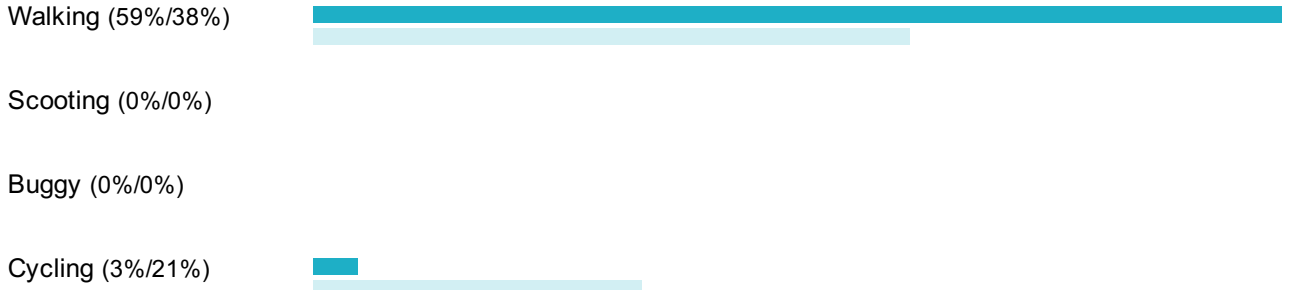 Walking (59%/38%)
Scooting (0%/0%)
Buggy (0%/0%)
Cycling (3%/21%)